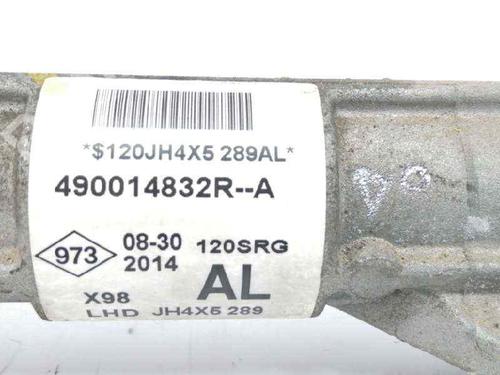 *$120JH4X5 289AL*
490014832R--A
973 08-30 2014 120SRG
AL
X98
LHD JH4X5 289